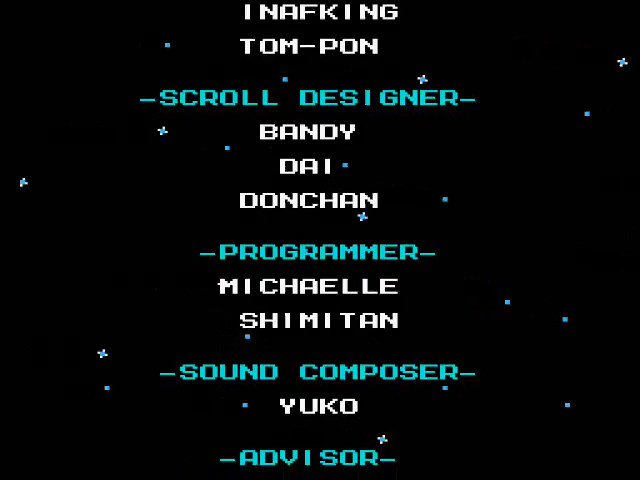 INAFKING
TOM-PON
-SCROLL DESIGNER-
BANDY
DAI
DONCHAN
-PROGRAMMER-
MICHAELLE
SHIMITAN
-SOUND COMPOSER-
YUKO
-ADVISOR-